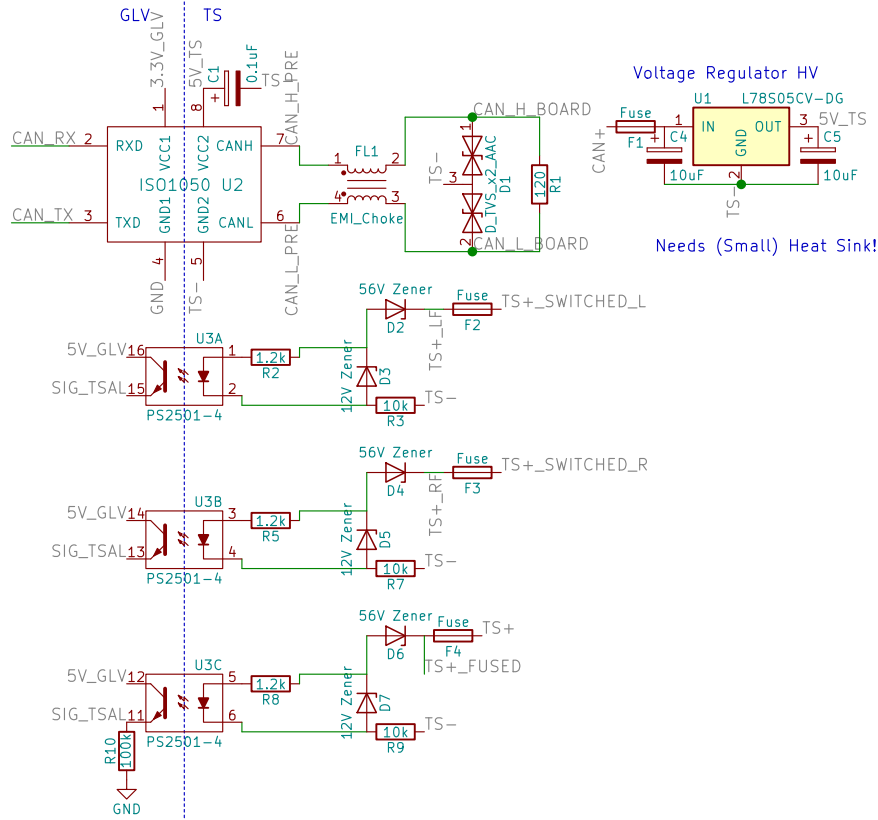 GLV
TS
3.3V_GLV
5V_TS
C1
0.1uF
TS-
CAN_H_PRE
1
8
CAN_RX
2
RXD
VCC1
VCC2
CANH
7
ISO1050 U2
CAN_TX
3
TXD
GND1
GND2
CANL
6
4
5
GND
TS-
CAN_L_PRE
FL1
1
2
4
3
EMI_Choke
CAN_H_BOARD
1
TS-
3
D_TVS_x2_AAC
D1
2
120
R1
CAN_L_BOARD
Voltage Regulator HV
U1
L78S05CV-DG
Fuse
F1
CAN+
1
IN
OUT
GND
3
5V_TS
C4
10uF
2
TS-
C5
10uF
Needs (Small) Heat Sink!
56V Zener
D2
Fuse
F2
TS+_SWITCHED_L
TS+_LF
U3A
5V_GLV
16
1
1.2k
R2
SIG_TSAL
15
2
PS2501-4
12V Zener
D3
10k
R3
TS-
56V Zener
D4
Fuse
F3
TS+_SWITCHED_R
TS+_RF
U3B
5V_GLV
14
3
1.2k
R5
SIG_TSAL
13
4
PS2501-4
12V Zener
D5
10k
R7
TS-
56V Zener
D6
Fuse
F4
TS+
TS+_FUSED
U3C
5V_GLV
12
5
1.2k
R8
SIG_TSAL
11
6
PS2501-4
12V Zener
D7
10k
R9
TS-
R10
100k
GND